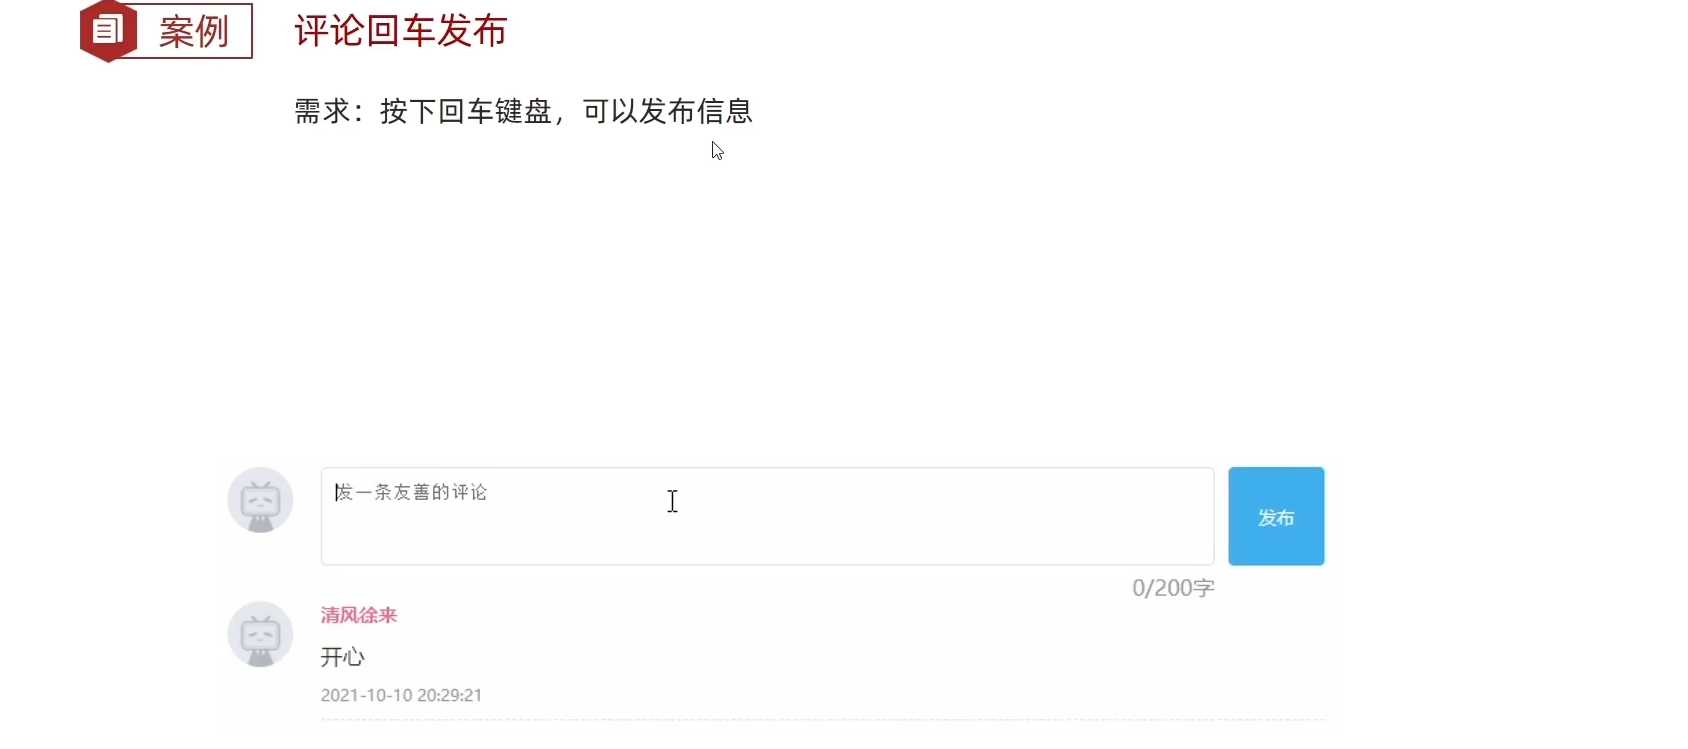 案例
评论回车发布
需求：按下回车键盘，可以发布信息
发一条友善的评论
发布
0/200字
清风徐来
开心
2021-10-10 20:29:21